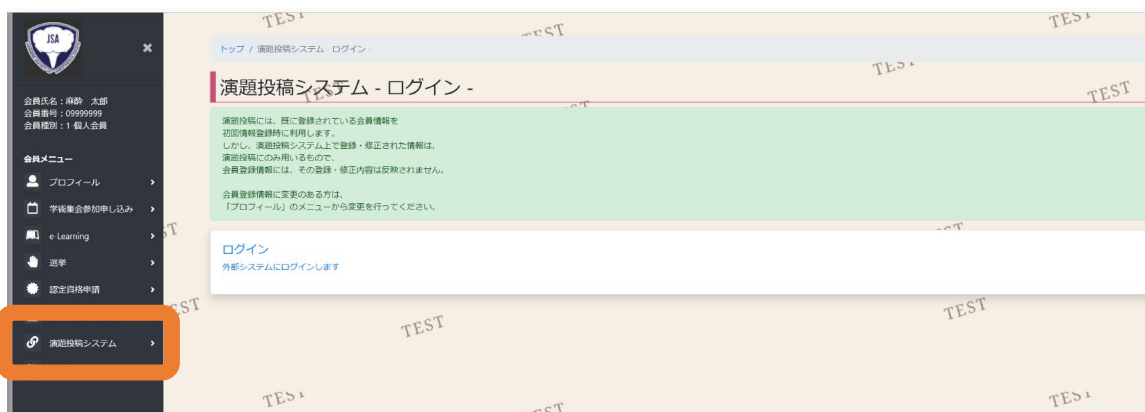 JSA
会員氏名：麻酔　太郎
会員番号：09999999
会員種別：1 個人会員
会員メニュー
プロフィール
学術集会参加申し込み
e-Learning
選挙
認定資格申請
演題投稿システム
トップ / 演題投稿システム - ログイン -
演題投稿システム - ログイン -
演題投稿には、既に登録されている会員情報を
初回情報登録時に利用します。
しかし、演題投稿システム上で登録・修正された情報は、
演題投稿にのみ用いるもので、
会員登録情報には、その登録・修正内容は反映されません。
会員登録情報に変更のある方は、
「プロフィール」のメニューから変更を行ってください。
ログイン
外部システムにログインします
TEST
TEST
TEST
TEST
TEST
TEST
TEST
TEST
TEST